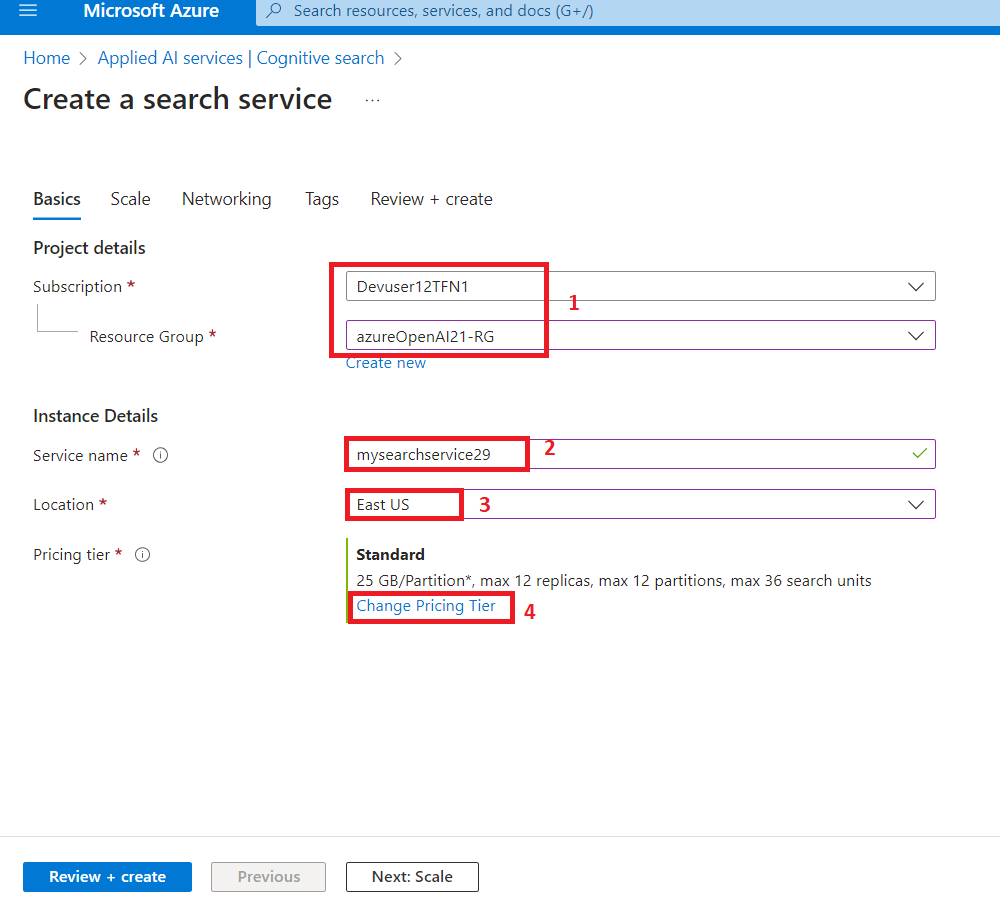 Microsoft Azure
Search resources, services, and docs (G+/)
Home > Applied AI services | Cognitive search >
Create a search service ...
Basics Scale Networking Tags Review + create
Project details
Subscription * Devuser12TFN1
1
Resource Group * azureOpenAI21-RG
Create new
Instance Details
Service name * mysearchservice29 2
Location * East US 3
Pricing tier * Standard
25 GB/Partition*, max 12 replicas, max 12 partitions, max 36 search units
Change Pricing Tier 4
Review + create Previous Next: Scale